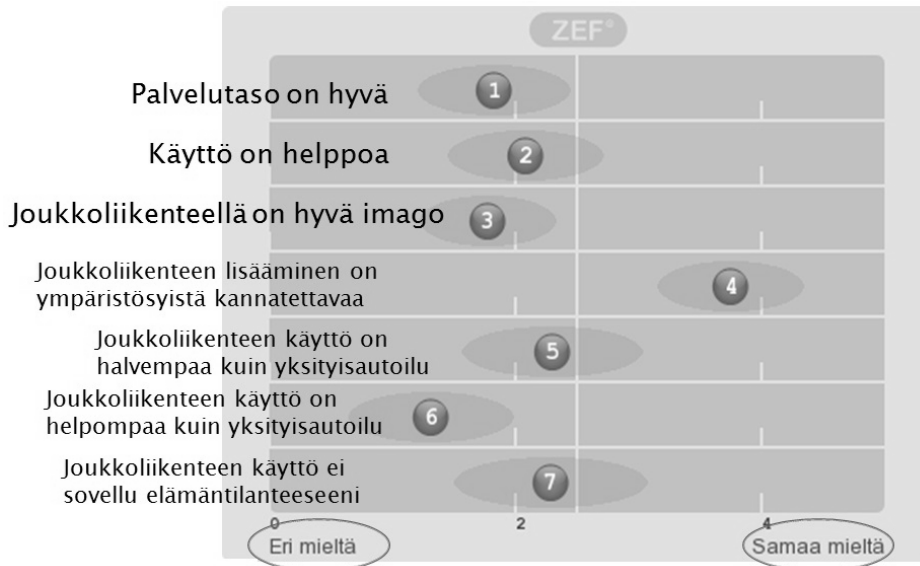 ZEF®
Palvelutaso on hyvä
1
Käyttö on helppoa
2
Joukkoliikenteellä on hyvä imago
3
Joukkoliikenteen lisääminen on
ympäristösyistä kannatettavaa
4
Joukkoliikenteen käyttö on
halvempaa kuin yksityisautoilu
5
Joukkoliikenteen käyttö on
helpompaa kuin yksityisautoilu
6
Joukkoliikenteen käyttö ei
sovellu elämäntilanteeseeni
7
0 2 4
Eri mieltä Samaa mieltä